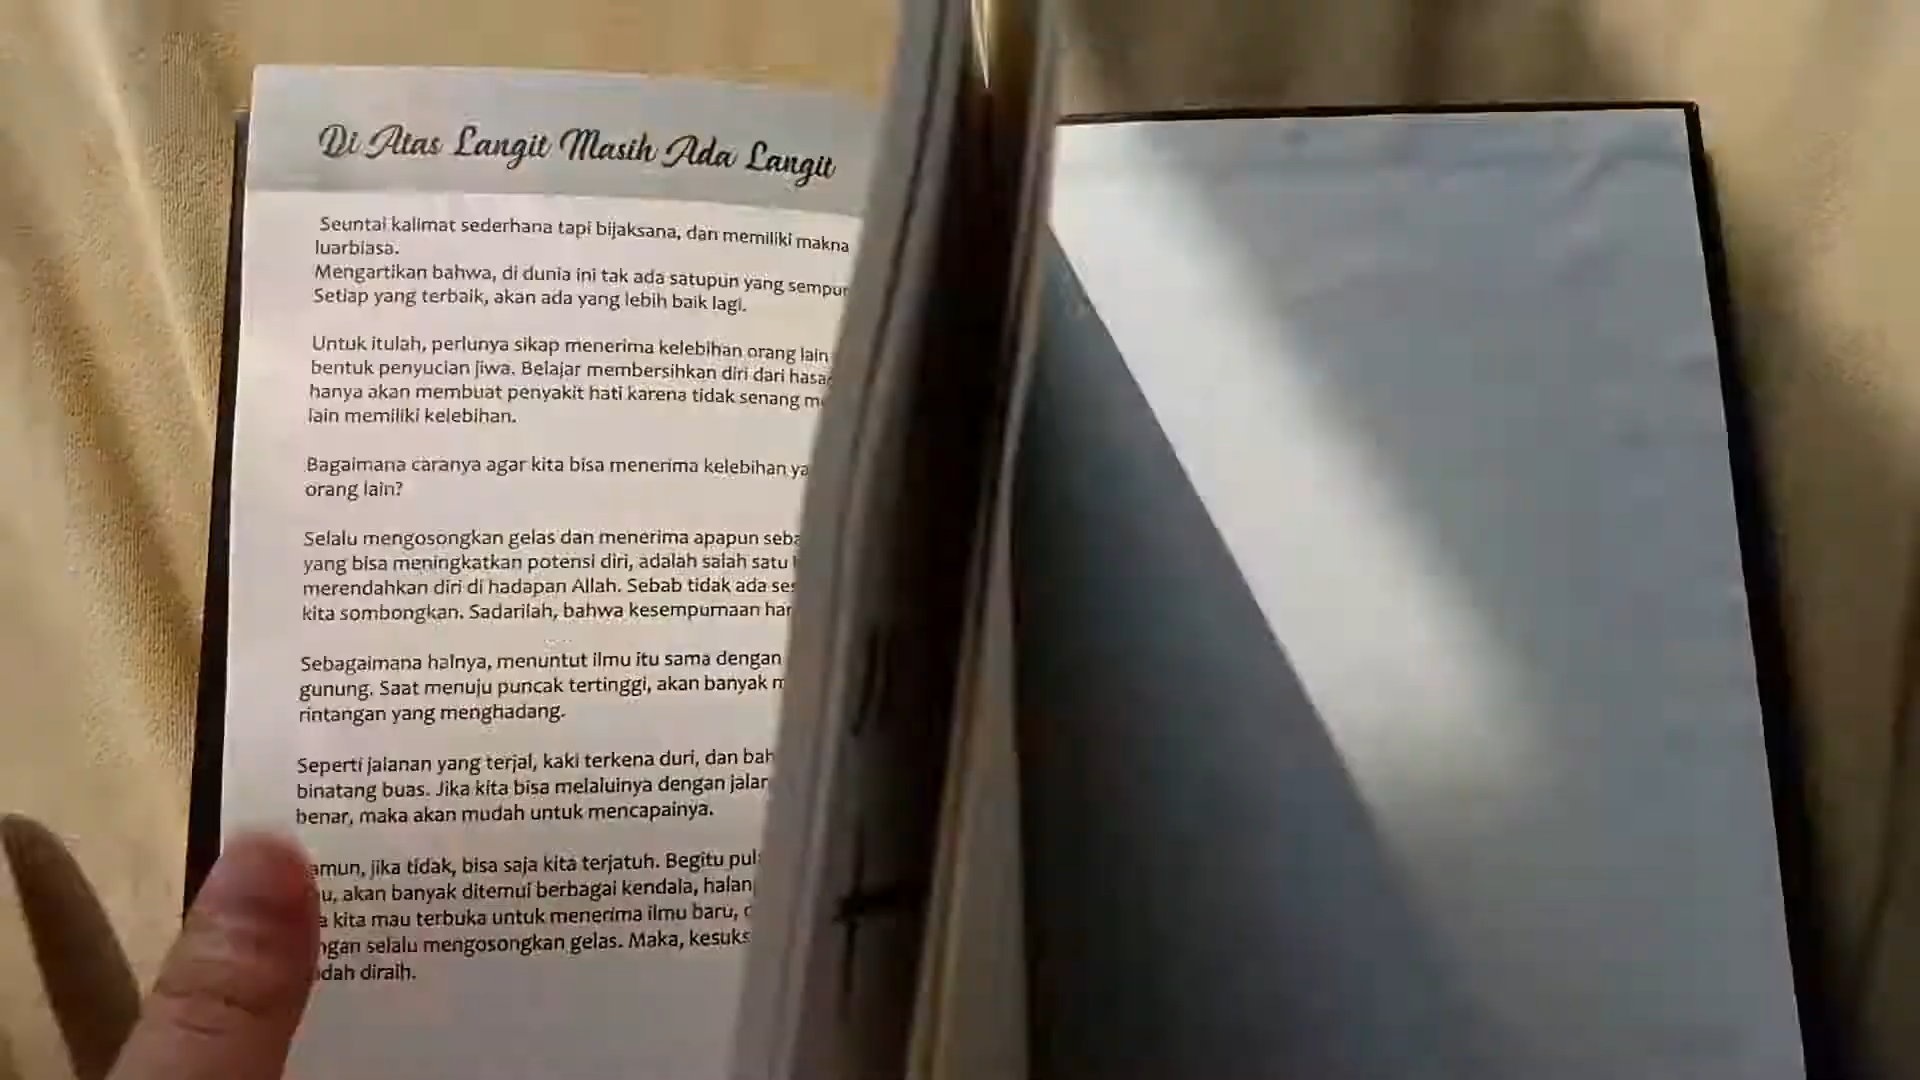 Di Atas Langit Masih Ada Langit
Seuntai kalimat sederhana tapi bijaksana, dan memiliki makna
luarbiasa.
Mengartikan bahwa, di dunia ini tak ada satupun yang
Setiap yang terbaik, akan ada yang lebih baik lagi.
Untuk itulah, perlunya sikap menerima kelebihan orang lain
bentuk penyucian jiwa. Belajar membersihkan diri dari
hanya akan membuat penyakit hati karena tidak senang
lain memiliki kelebihan.
Bagaimana caranya agar kita bisa menerima kelebihan
orang lain?
Selalu mengosongkan gelas dan menerima apapun
yang bisa meningkatkan potensi diri, adalah salah satu
merendahkan diri di hadapan Allah. Sebab tidak ada
kita sombongkan. Sadarilah, bahwa kesempurnaan
Sebagaimana halnya, menuntut ilmu itu sama dengan
gunung. Saat menuju puncak tertinggi, akan banyak
rintangan yang menghadang.
Seperti jalanan yang terjal, kaki terkena duri, dan
binatang buas. Jika kita bisa melaluinya dengan
benar, maka akan mudah untuk mencapainya.
jika tidak, bisa saja kita terjatuh. Begitu
akan banyak ditemui berbagai kendala,
kita mau terbuka untuk menerima ilmu baru,
selalu mengosongkan gelas. Maka,
diraih.